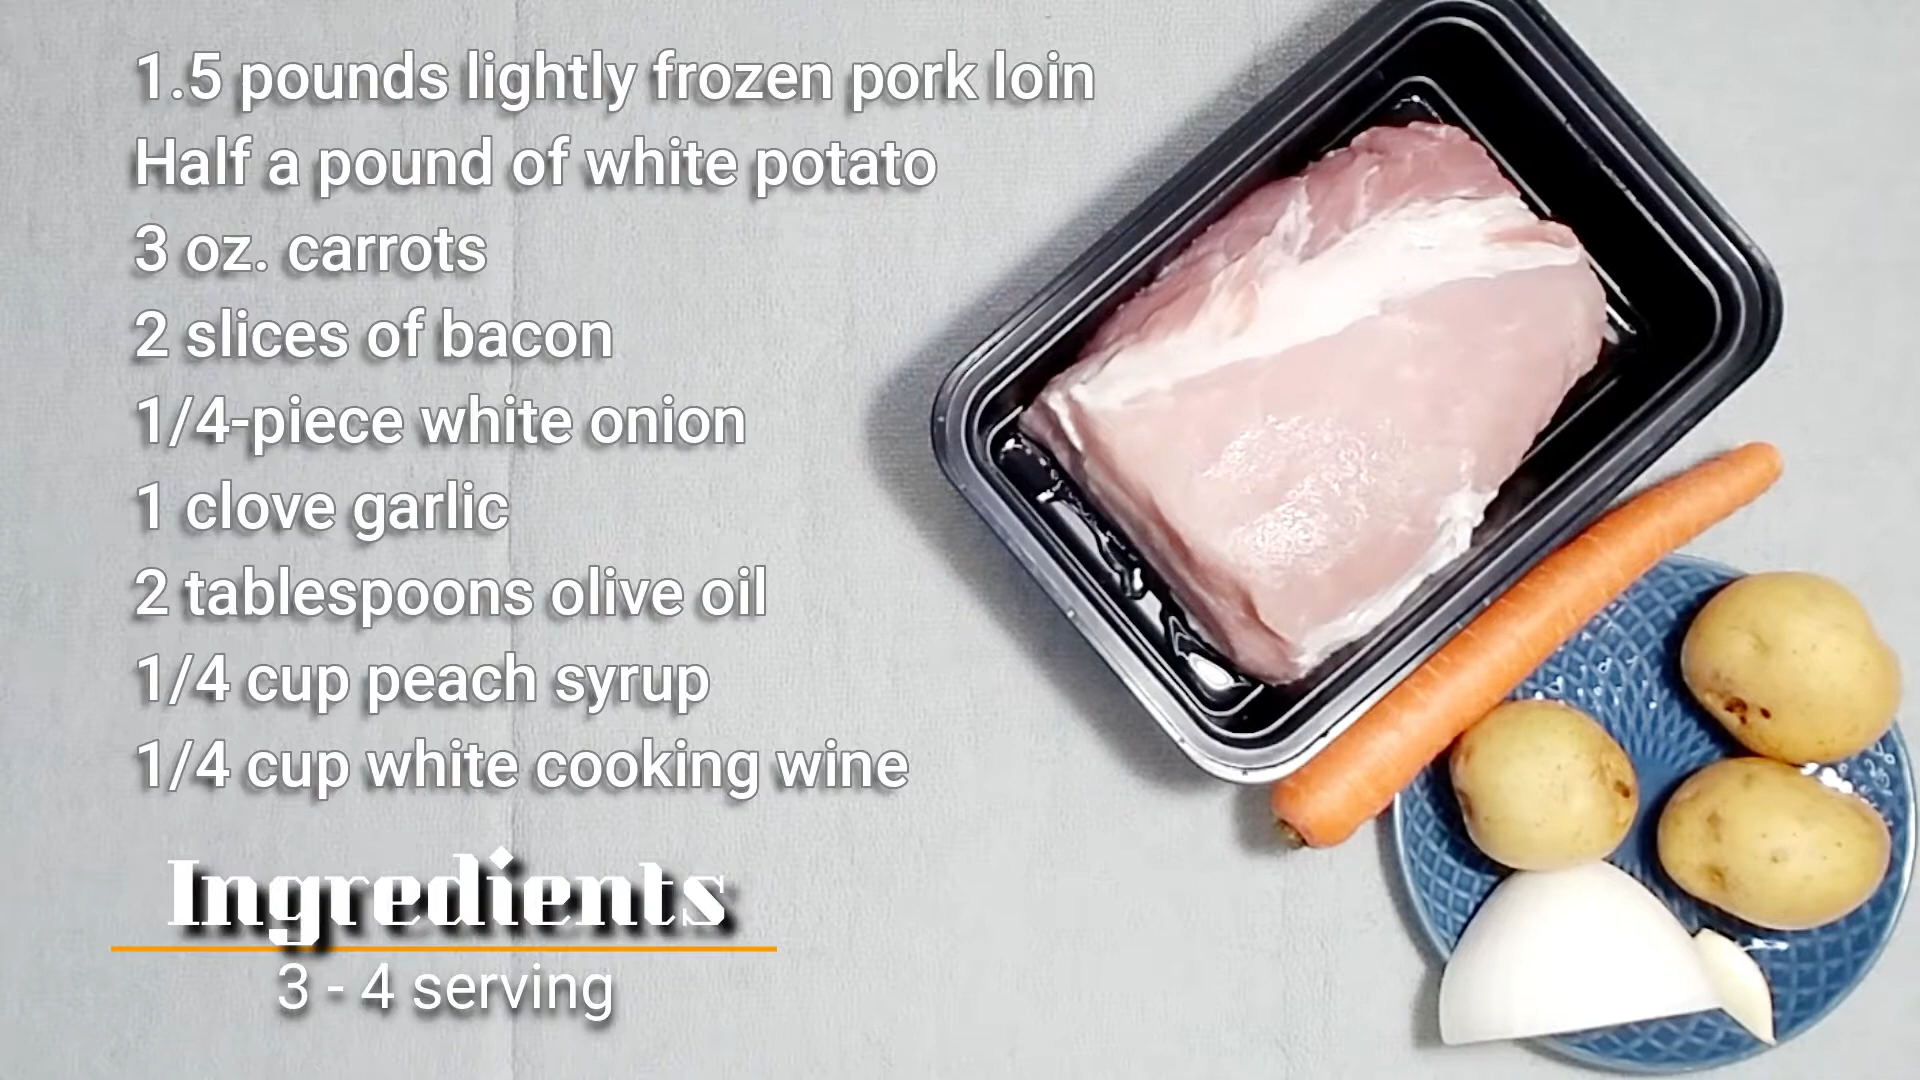 1.5 pounds lightly frozen pork loin
Half a pound of white potato
3 oz. carrots
2 slices of bacon
1/4-piece white onion
1 clove garlic
2 tablespoons olive oil
1/4 cup peach syrup
1/4 cup white cooking wine
Ingredients
3 - 4 serving